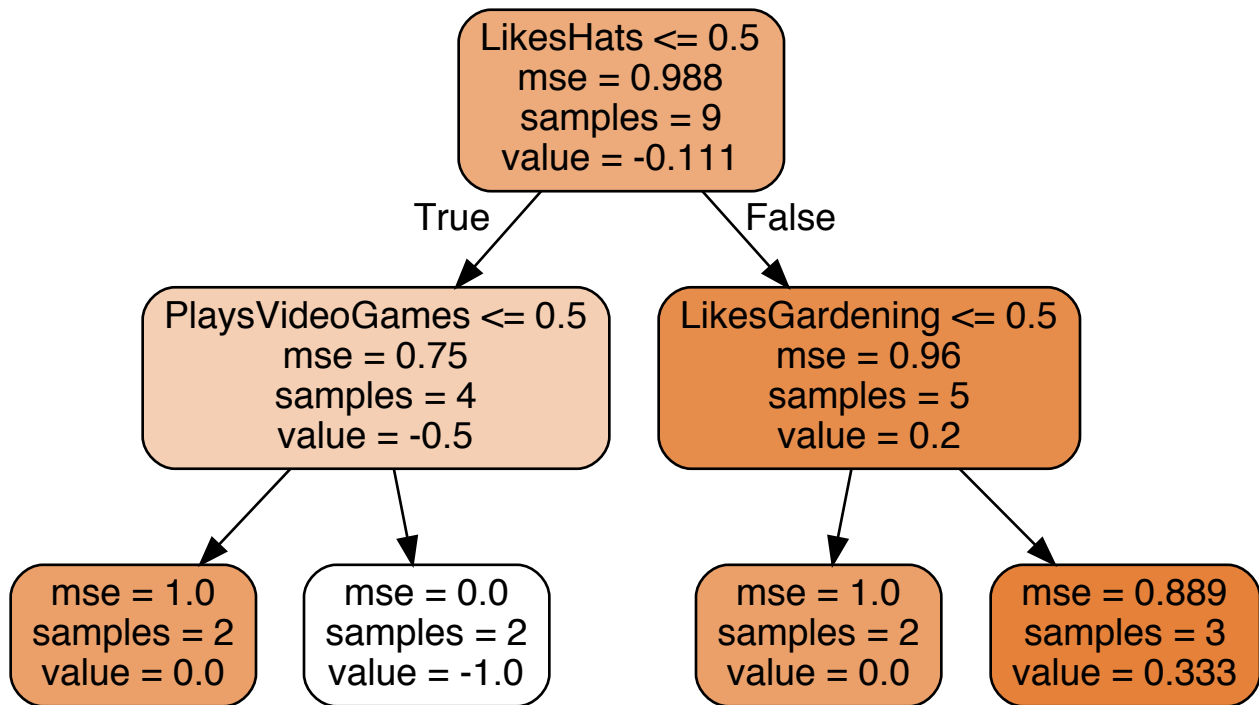 LikesHats <= 0.5
mse = 0.988
samples = 9
value = -0.111
True
False
PlaysVideoGames <= 0.5
mse = 0.75
samples = 4
value = -0.5
LikesGardening <= 0.5
mse = 0.96
samples = 5
value = 0.2
mse = 1.0
samples = 2
value = 0.0
mse = 0.0
samples = 2
value = -1.0
mse = 1.0
samples = 2
value = 0.0
mse = 0.889
samples = 3
value = 0.333